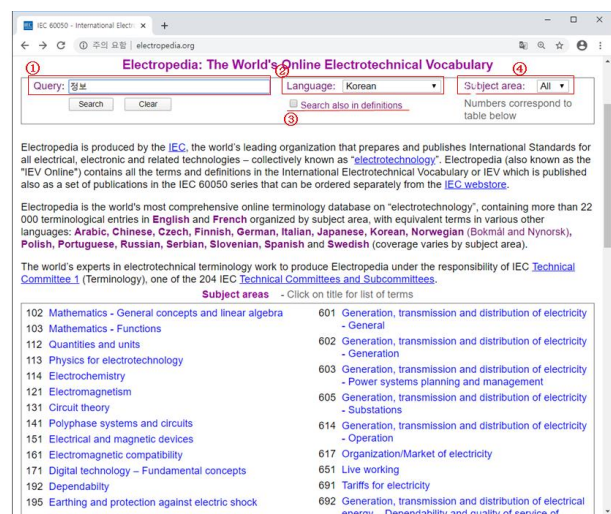 IEC 60050 - International Electro
주의 요함 | electropedia.org
Electropedia: The World's Online Electrotechnical Vocabulary
① ② ④
Query: 정보 Language: Korean Subject area: All
Search Clear Search also in definitions Numbers correspond to
③ table below
Electropedia is produced by the IEC, the world's leading organization that prepares and publishes International Standards for
all electrical, electronic and related technologies – collectively known as “electrotechnology”. Electropedia (also known as the
"IEV Online") contains all the terms and definitions in the International Electrotechnical Vocabulary or IEV which is published
also as a set of publications in the IEC 60050 series that can be ordered separately from the IEC webstore.
Electropedia is the world's most comprehensive online terminology database on “electrotechnology”, containing more than 22
000 terminological entries in English and French organized by subject area, with equivalent terms in various other
languages: Arabic, Chinese, Czech, Finnish, German, Italian, Japanese, Korean, Norwegian (Bokmål and Nynorsk),
Polish, Portuguese, Russian, Serbian, Slovenian, Spanish and Swedish (coverage varies by subject area).
The world's experts in electrotechnical terminology work to produce Electropedia under the responsibility of IEC Technical
Committee 1 (Terminology), one of the 204 IEC Technical Committees and Subcommittees.
Subject areas - Click on title for list of terms
102 Mathematics - General concepts and linear algebra
103 Mathematics - Functions
112 Quantities and units
113 Physics for electrotechnology
114 Electrochemistry
121 Electromagnetism
131 Circuit theory
141 Polyphase systems and circuits
151 Electrical and magnetic devices
161 Electromagnetic compatibility
171 Digital technology – Fundamental concepts
192 Dependabilty
195 Earthing and protection against electric shock
601 Generation, transmission and distribution of electricity
- General
602 Generation, transmission and distribution of electricity
- Generation
603 Generation, transmission and distribution of electricity
- Power systems planning and management
605 Generation, transmission and distribution of electricity
- Substations
614 Generation, transmission and distribution of electricity
- Operation
617 Organization/Market of electricity
651 Live working
691 Tariffs for electricity
692 Generation, transmission and distribution of electrical
energy – Dependability and quality of service of